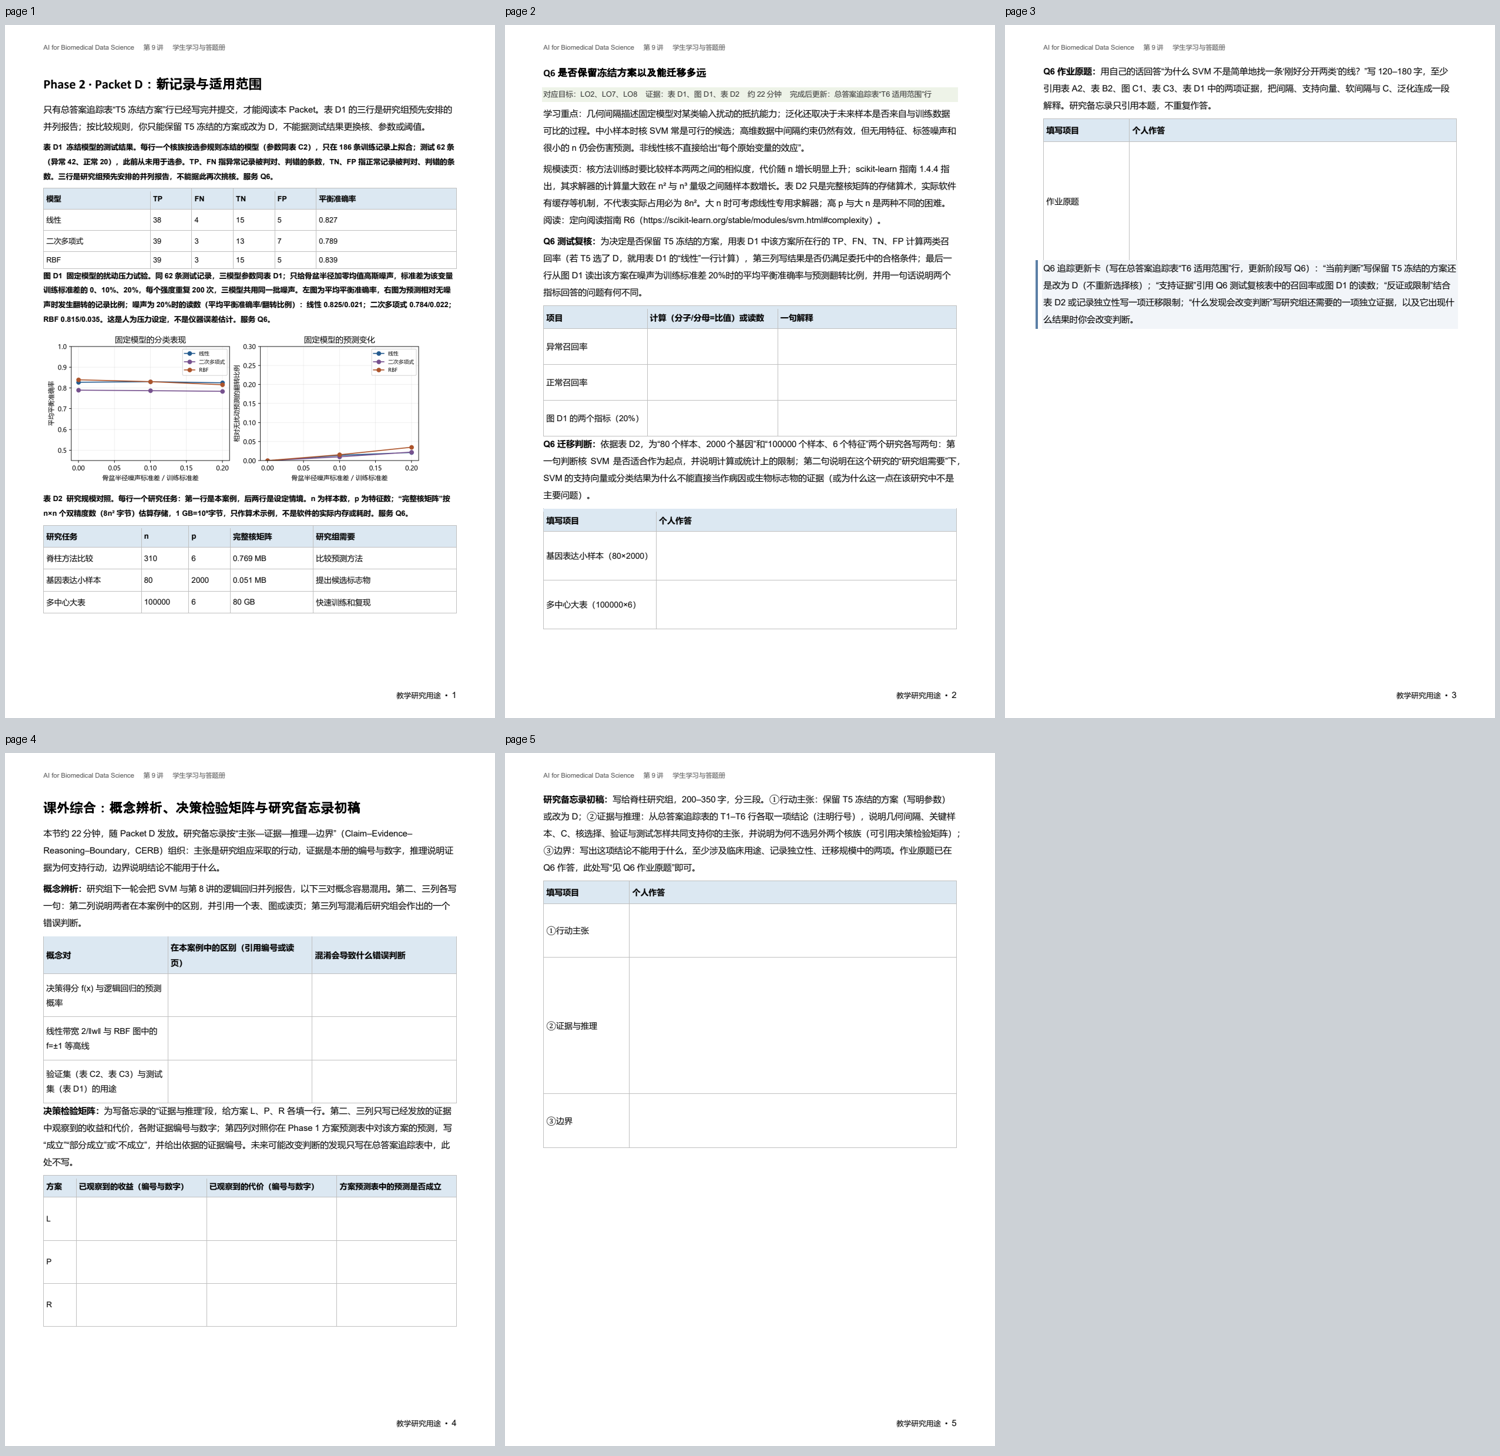 page 1
AI for Biomedical Data Science 第 9 讲 学生学习与答题册
Phase 2 · Packet D：新记录与适用范围
只有总答案追踪表“T5 冻结方案”行已经写完并提交，才能阅读本 Packet。表 D1 的三行是研究组预先安排的
并列报告；按比较规则，你只能保留 T5 冻结的方案或改为 D，不能据测试结果更换核、参数或阈值。
表 D1 冻结模型的测试结果。每行一个核族按选参规则冻结的模型（参数同表 C2），只在 186 条训练记录上拟合；测试 62 条
（异常 42、正常 20），此前从未用于选参。TP、FN 指异常记录被判对、判错的条数，TN、FP 指正常记录被判对、判错的条
数。三行是研究组预先安排的并列报告，不能据此再次挑核。服务 Q6。
模型 TP FN TN FP 平衡准确率
线性 38 4 15 5 0.827
二次多项式 39 3 13 7 0.789
RBF 39 3 15 5 0.839
图 D1 固定模型的扰动压力试验。同 62 条测试记录，三模型参数同表 D1；只给骨盆半径加零均值高斯噪声，标准差为该变量
训练标准差的 0、10%、20%，每个强度重复 200 次，三模型共用同一批噪声。左图为平均平衡准确率，右图为预测相对无噪
声时发生翻转的记录比例；噪声为 20%时的读数（平均平衡准确率/翻转比例）：线性 0.825/0.021；二次多项式 0.784/0.022；
RBF 0.815/0.035。这是人为压力设定，不是仪器误差估计。服务 Q6。
固定模型的分类表现
1.0
0.9
0.8
0.7
0.6
0.5
平均平衡准确率
线性
二次多项式
RBF
0.00 0.05 0.10 0.15 0.20
骨盆半径噪声标准差 / 训练标准差
固定模型的预测变化
0.30
0.25
0.20
0.15
0.10
0.05
0.00
相对无扰动预测的翻转比例
线性
二次多项式
RBF
0.00 0.05 0.10 0.15 0.20
骨盆半径噪声标准差 / 训练标准差
表 D2 研究规模对照。每行一个研究任务：第一行是本案例，后两行是设定情境。n 为样本数，p 为特征数；“完整核矩阵”按
n×n 个双精度数（8n² 字节）估算存储，1 GB=10⁹字节，只作算术示例，不是软件的实际内存或耗时。服务 Q6。
研究任务 n p 完整核矩阵 研究组需要
脊柱方法比较 310 6 0.769 MB 比较预测方法
基因表达小样本 80 2000 0.051 MB 提出候选标志物
多中心大表 100000 6 80 GB 快速训练和复现
教学研究用途 • 1
page 2
AI for Biomedical Data Science 第 9 讲 学生学习与答题册
Q6 是否保留冻结方案以及能迁移多远
对应目标：LO2、LO7、LO8 证据：表 D1、图 D1、表 D2 约 22 分钟 完成后更新：总答案追踪表“T6 适用范围”行
学习重点：几何间隔描述固定模型对某类输入扰动的抵抗能力；泛化还取决于未来样本是否来自与训练数据
可比的过程。中小样本时核 SVM 常是可行的候选；高维数据中间隔约束仍然有效，但无用特征、标签噪声和
很小的 n 仍会伤害预测。非线性核不直接给出“每个原始变量的效应”。
规模读页：核方法训练时要比较样本两两之间的相似度，代价随 n 增长明显上升；scikit-learn 指南 1.4.4 指
出，其求解器的计算量大致在 n² 与 n³ 量级之间随样本数增长。表 D2 只是完整核矩阵的存储算术，实际软件
有缓存等机制，不代表实际占用必为 8n²。大 n 时可考虑线性专用求解器；高 p 与大 n 是两种不同的困难。
阅读：定向阅读指南 R6（https://scikit-learn.org/stable/modules/svm.html#complexity）。
Q6 测试复核：为决定是否保留 T5 冻结的方案，用表 D1 中该方案所在行的 TP、FN、TN、FP 计算两类召
回率（若 T5 选了 D，就用表 D1 的“线性”一行计算），第三列写结果是否仍满足委托中的合格条件；最后一
行从图 D1 读出该方案在噪声为训练标准差 20%时的平均平衡准确率与预测翻转比例，并用一句话说明两个
指标回答的问题有何不同。
项目 计算（分子/分母=比值）或读数 一句解释
异常召回率
正常召回率
图 D1 的两个指标（20%）
Q6 迁移判断：依据表 D2，为“80 个样本、2000 个基因”和“100000 个样本、6 个特征”两个研究各写两句：第
一句判断核 SVM 是否适合作为起点，并说明计算或统计上的限制；第二句说明在这个研究的“研究组需要”下，
SVM 的支持向量或分类结果为什么不能直接当作病因或生物标志物的证据（或为什么这一点在该研究中不是
主要问题）。
填写项目 个人作答
基因表达小样本（80×2000）
多中心大表（100000×6）
教学研究用途 • 2
page 3
AI for Biomedical Data Science 第 9 讲 学生学习与答题册
Q6 作业原题：用自己的话回答“为什么 SVM 不是简单地找一条‘刚好分开两类’的线？”写 120–180 字，至少
引用表 A2、表 B2、图 C1、表 C3、表 D1 中的两项证据，把间隔、支持向量、软间隔与 C、泛化连成一段
解释。研究备忘录只引用本题，不重复作答。
填写项目 个人作答
作业原题
Q6 追踪更新卡（写在总答案追踪表“T6 适用范围”行，更新阶段写 Q6）：“当前判断”写保留 T5 冻结的方案还
是改为 D（不重新选择核）；“支持证据”引用 Q6 测试复核表中的召回率或图 D1 的读数；“反证或限制”结合
表 D2 或记录独立性写一项迁移限制；“什么发现会改变判断”写研究组还需要的一项独立证据，以及它出现什
么结果时你会改变判断。
教学研究用途 • 3
page 4
AI for Biomedical Data Science 第 9 讲 学生学习与答题册
课外综合：概念辨析、决策检验矩阵与研究备忘录初稿
本节约 22 分钟，随 Packet D 发放。研究备忘录按“主张—证据—推理—边界”（Claim–Evidence–
Reasoning–Boundary，CERB）组织：主张是研究组应采取的行动，证据是本册的编号与数字，推理说明证
据为何支持行动，边界说明结论不能用于什么。
概念辨析：研究组下一轮会把 SVM 与第 8 讲的逻辑回归并列报告，以下三对概念容易混用。第二、三列各写
一句：第二列说明两者在本案例中的区别，并引用一个表、图或读页；第三列写混淆后研究组会作出的一个
错误判断。
概念对 在本案例中的区别（引用编号或读页） 混淆会导致什么错误判断
决策得分 f(x) 与逻辑回归的预测
概率
线性带宽 2/‖w‖ 与 RBF 图中的
f=±1 等高线
验证集（表 C2、表 C3）与测试
集（表 D1）的用途
决策检验矩阵：为写备忘录的“证据与推理”段，给方案 L、P、R 各填一行。第二、三列只写已经发放的证据
中观察到的收益和代价，各附证据编号与数字；第四列对照你在 Phase 1 方案预测表中对该方案的预测，写
“成立”“部分成立”或“不成立”，并给出依据的证据编号。未来可能改变判断的发现只写在总答案追踪表中，此
处不写。
方案 已观察到的收益（编号与数字） 已观察到的代价（编号与数字） 方案预测表中的预测是否成立
L
P
R
教学研究用途 • 4
page 5
AI for Biomedical Data Science 第 9 讲 学生学习与答题册
研究备忘录初稿：写给脊柱研究组，200–350 字，分三段。①行动主张：保留 T5 冻结的方案（写明参数）
或改为 D；②证据与推理：从总答案追踪表的 T1–T6 行各取一项结论（注明行号），说明几何间隔、关键样
本、C、核选择、验证与测试怎样共同支持你的主张，并说明为何不选另外两个核族（可引用决策检验矩阵）；
③边界：写出这项结论不能用于什么，至少涉及临床用途、记录独立性、迁移规模中的两项。作业原题已在
Q6 作答，此处写“见 Q6 作业原题”即可。
填写项目 个人作答
①行动主张
②证据与推理
③边界
教学研究用途 • 5